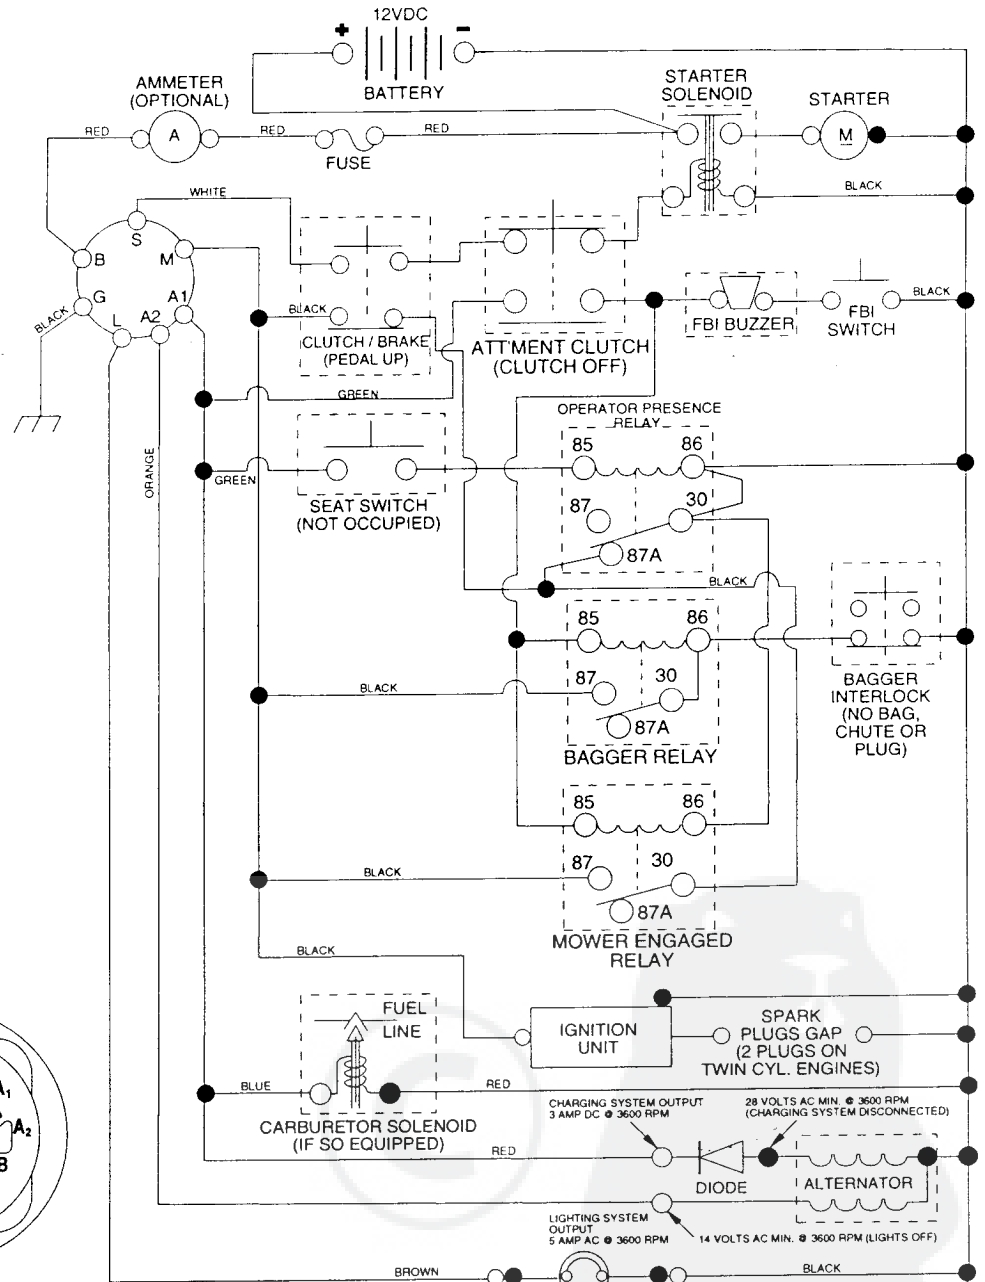 12VDC
+
-
BATTERY
AMMETER
(OPTIONAL)
STARTER
SOLENOID
STARTER
RED
A
RED
FUSE
RED
M
WHITE
BLACK
S
B
M
G
A1
L
A2
BLACK
BLACK
CLUTCH / BRAKE
(PEDAL UP)
ATT'MENT CLUTCH
(CLUTCH OFF)
FBI BUZZER
FBI
SWITCH
BLACK
GREEN
OPERATOR PRESENCE
RELAY
85
86
ORANGE
GREEN
SEAT SWITCH
(NOT OCCUPIED)
87
30
87A
BLACK
85
86
BLACK
87
30
87A
BAGGER RELAY
BAGGER
INTERLOCK
(NO BAG,
CHUTE OR
PLUG)
85
86
BLACK
87
30
87A
MOWER ENGAGED
RELAY
BLACK
FUEL
LINE
IGNITION
UNIT
SPARK
PLUGS GAP
(2 PLUGS ON
TWIN CYL. ENGINES)
BLUE
RED
CARBURETOR SOLENOID
(IF SO EQUIPPED)
CHARGING SYSTEM OUTPUT
3 AMP DC @ 3600 RPM
28 VOLTS AC MIN. @ 3600 RPM
(CHARGING SYSTEM DISCONNECTED)
RED
DIODE
ALTERNATOR
LIGHTING SYSTEM
OUTPUT
5 AMP AC @ 3600 RPM
14 VOLTS AC MIN. @ 3600 RPM (LIGHTS OFF)
BROWN
BLACK
A1
A2
B
©